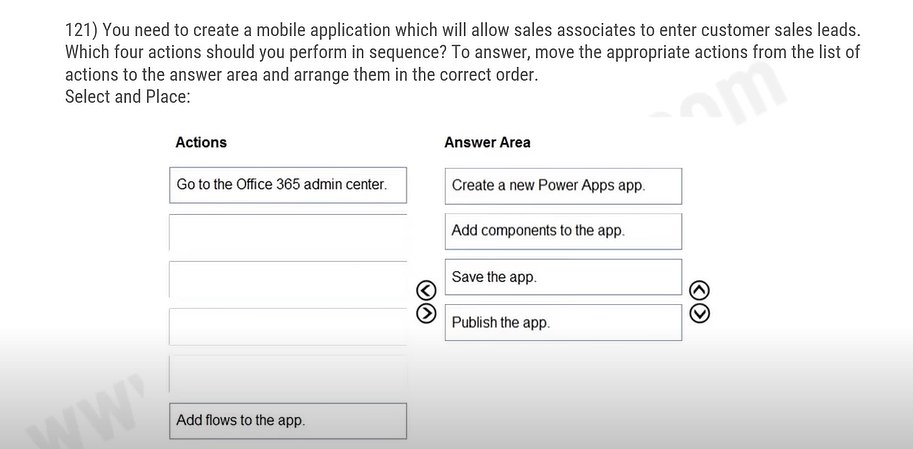 121) You need to create a mobile application which will allow sales associates to enter customer sales leads.
Which four actions should you perform in sequence? To answer, move the appropriate actions from the list of
actions to the answer area and arrange them in the correct order.
Select and Place:
Actions
Answer Area
Go to the Office 365 admin center.
Create a new Power Apps app.
Add components to the app.
Save the app.
Publish the app.
Add flows to the app.